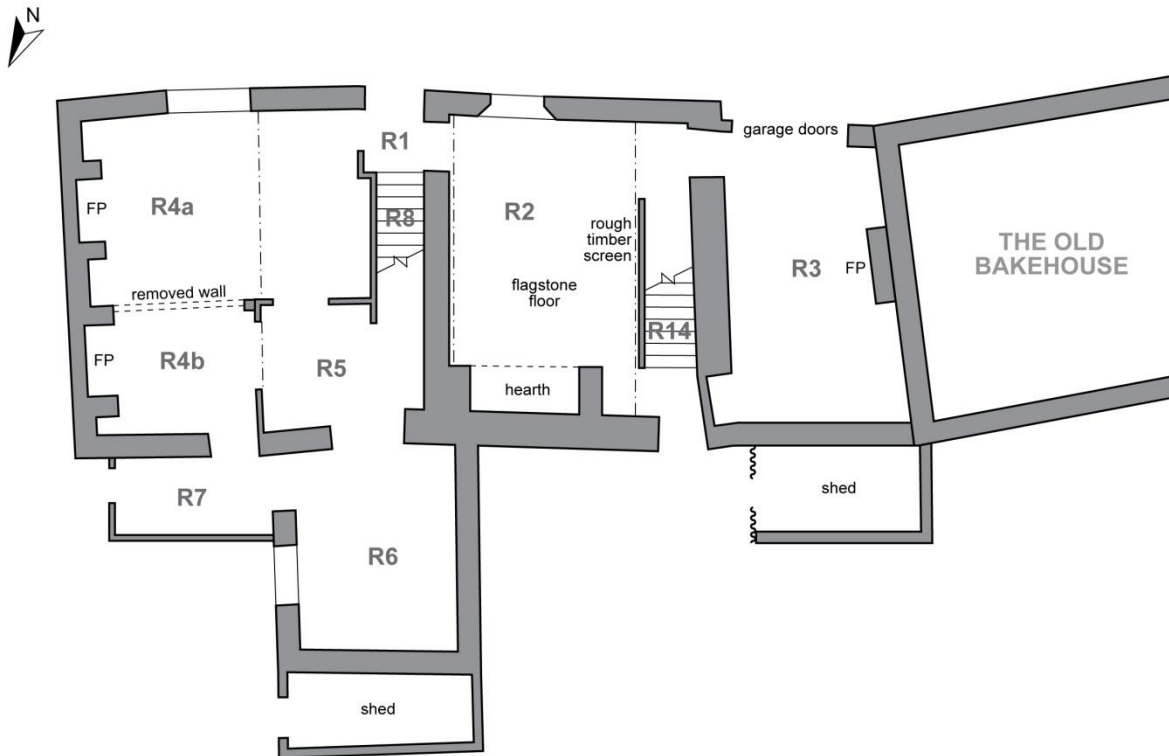 N
garage doors
R1
R4a
FP
R8
R2
rough
timber
screen
flagstone
floor
R3
FP
THE OLD
BAKEHOUSE
removed wall
R14
FP
R4b
R5
hearth
R7
shed
R6
shed